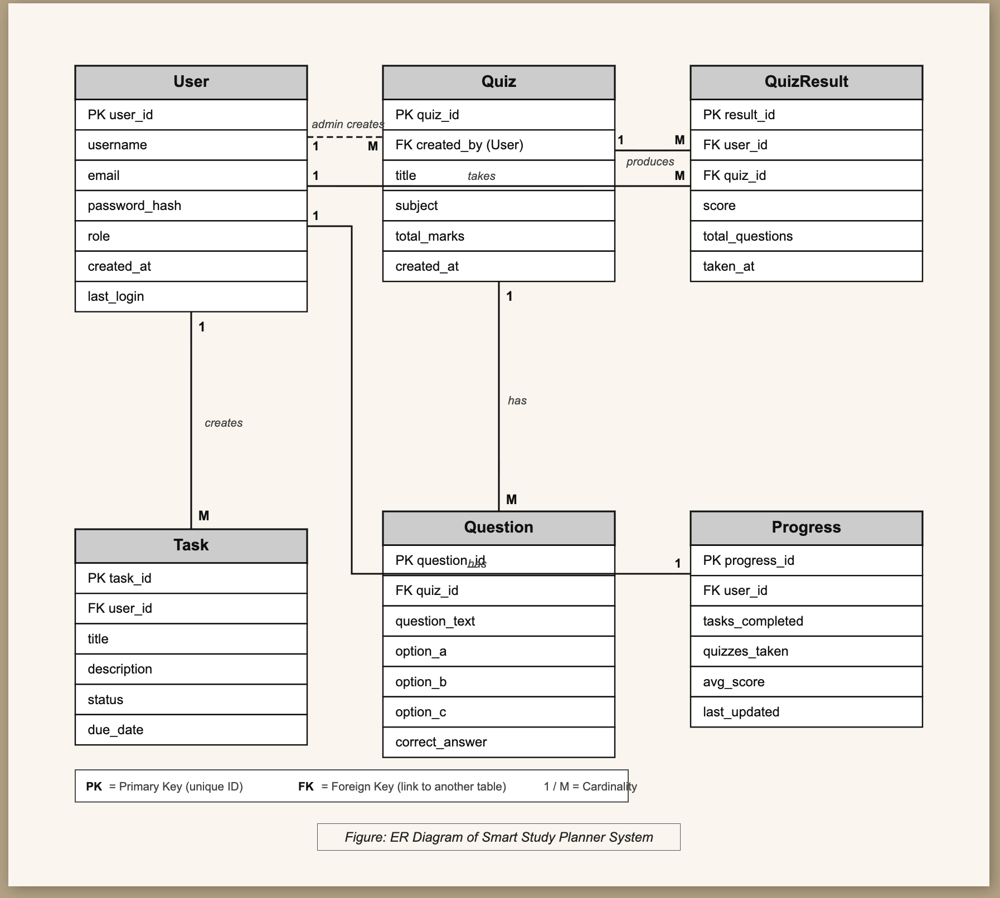 User
PK user_id
username
email
password_hash
role
created_at
last_login
admin creates
1
M
Quiz
PK quiz_id
FK created_by (User)
title
subject
total_marks
created_at
1
M
produces
QuizResult
PK result_id
FK user_id
FK quiz_id
score
total_questions
taken_at
1
takes
M
1
1
creates
M
1
has
M
Task
PK task_id
FK user_id
title
description
status
due_date
Question
PK question_id
FK quiz_id
question_text
option_a
option_b
option_c
correct_answer
has
1
Progress
PK progress_id
FK user_id
tasks_completed
quizzes_taken
avg_score
last_updated
PK = Primary Key (unique ID) FK = Foreign Key (link to another table) 1 / M = Cardinality
Figure: ER Diagram of Smart Study Planner System